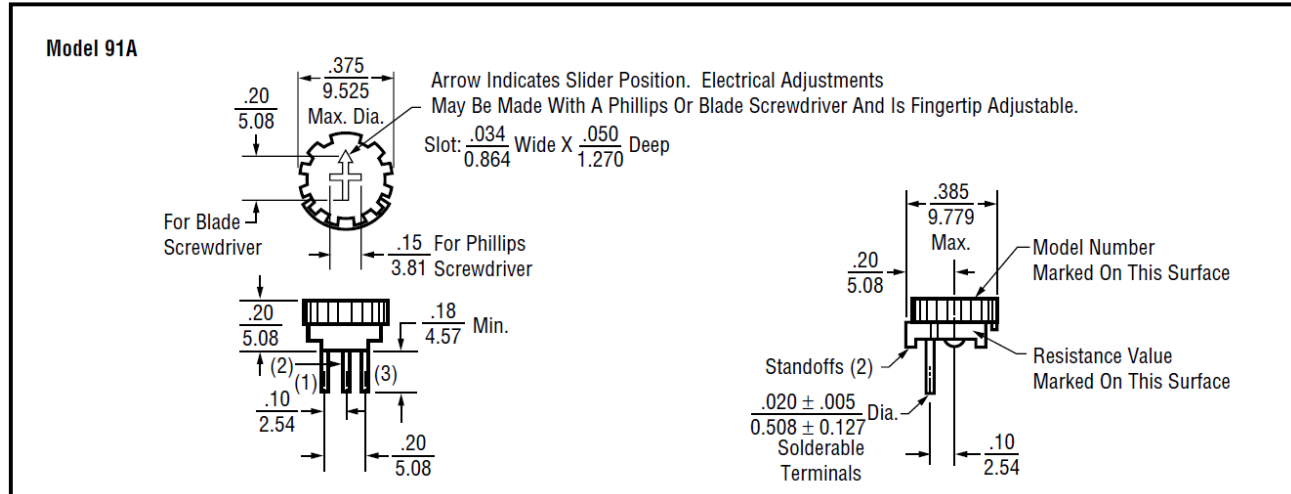 Model 91A
.375
9.525
Max. Dia.
.20
5.08
Arrow Indicates Slider Position. Electrical Adjustments
May Be Made With A Phillips Or Blade Screwdriver And Is Fingertip Adjustable.
Slot: .034/0.864 Wide X .050/1.270 Deep
For Blade
Screwdriver
.15
3.81
For Phillips
Screwdriver
.20
5.08
.18
4.57
Min.
(2)
(1)
(3)
.10
2.54
.20
5.08
.385
9.779
Max.
.20
5.08
Model Number
Marked On This Surface
Standoffs (2)
Resistance Value
Marked On This Surface
.020 ± .005
0.508 ± 0.127
Dia.
Solderable
Terminals
.10
2.54